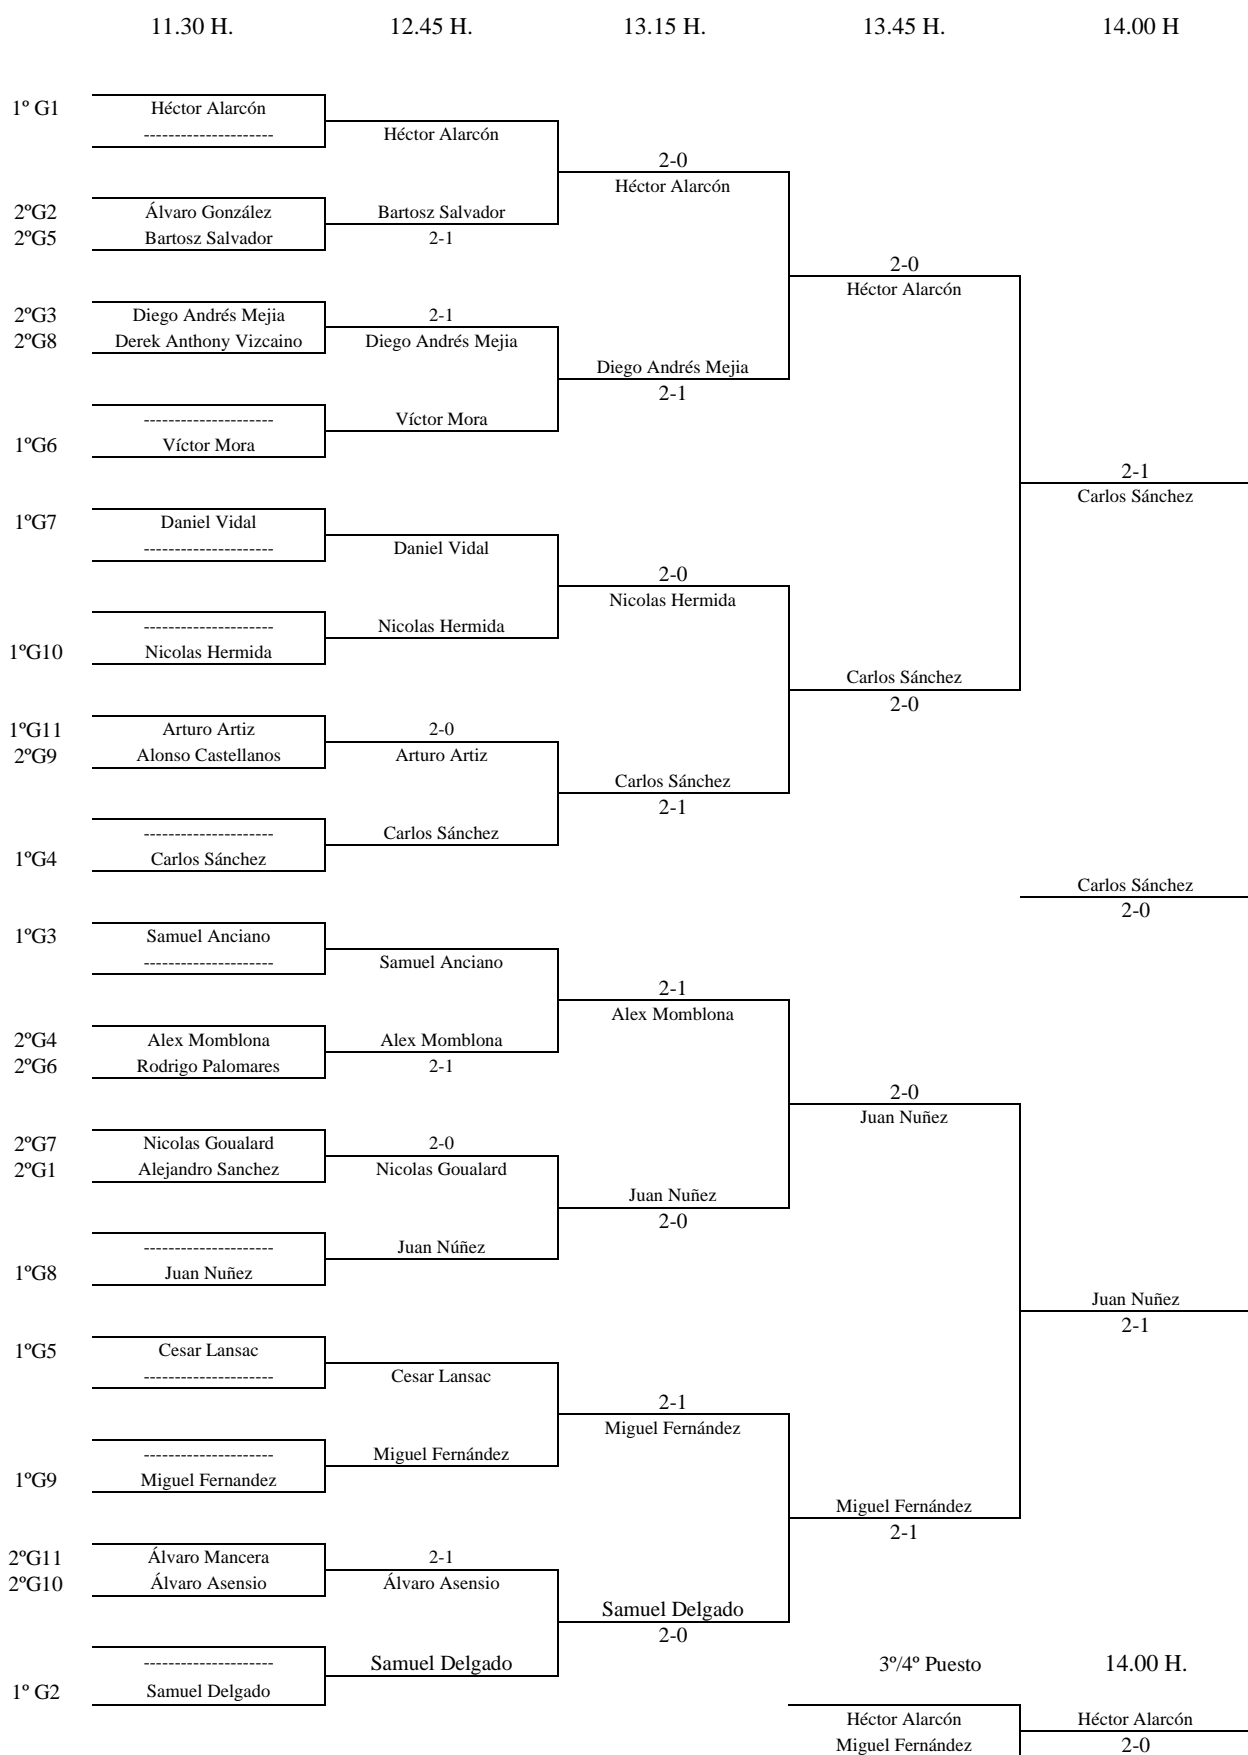 11.30 H. 12.45 H. 13.15 H. 13.45 H. 14.00 H
1º G1 Héctor Alarcón
--------------------- Héctor Alarcón
2-0
Héctor Alarcón
2ºG2 Álvaro González Bartosz Salvador
2ºG5 Bartosz Salvador 2-1
2-0
Héctor Alarcón
2ºG3 Diego Andrés Mejia 2-1
2ºG8 Derek Anthony Vizcaino Diego Andrés Mejia
Diego Andrés Mejia
2-1
--------------------- Víctor Mora
1ºG6 Víctor Mora
2-1
Carlos Sánchez
1ºG7 Daniel Vidal
--------------------- Daniel Vidal
2-0
Nicolas Hermida
--------------------- Nicolas Hermida
1ºG10 Nicolas Hermida
Carlos Sánchez
2-0
1ºG11 Arturo Artiz 2-0
2ºG9 Alonso Castellanos Arturo Artiz
Carlos Sánchez
2-1
--------------------- Carlos Sánchez
1ºG4 Carlos Sánchez
Carlos Sánchez
2-0
1ºG3 Samuel Anciano
--------------------- Samuel Anciano
2-1
Alex Momblona
2ºG4 Alex Momblona Alex Momblona
2ºG6 Rodrigo Palomares 2-1
2-0
Juan Nuñez
2ºG7 Nicolas Goualard 2-0
2ºG1 Alejandro Sanchez Nicolas Goualard
Juan Nuñez
2-0
--------------------- Juan Núñez
1ºG8 Juan Nuñez
Juan Nuñez
2-1
1ºG5 Cesar Lansac
--------------------- Cesar Lansac
2-1
Miguel Fernández
--------------------- Miguel Fernández
1ºG9 Miguel Fernandez
Miguel Fernández
2-1
2ºG11 Álvaro Mancera 2-1
2ºG10 Álvaro Asensio Álvaro Asensio
Samuel Delgado
2-0
--------------------- Samuel Delgado 3º/4º Puesto 14.00 H.
1º G2 Samuel Delgado
Héctor Alarcón Héctor Alarcón
Miguel Fernández 2-0